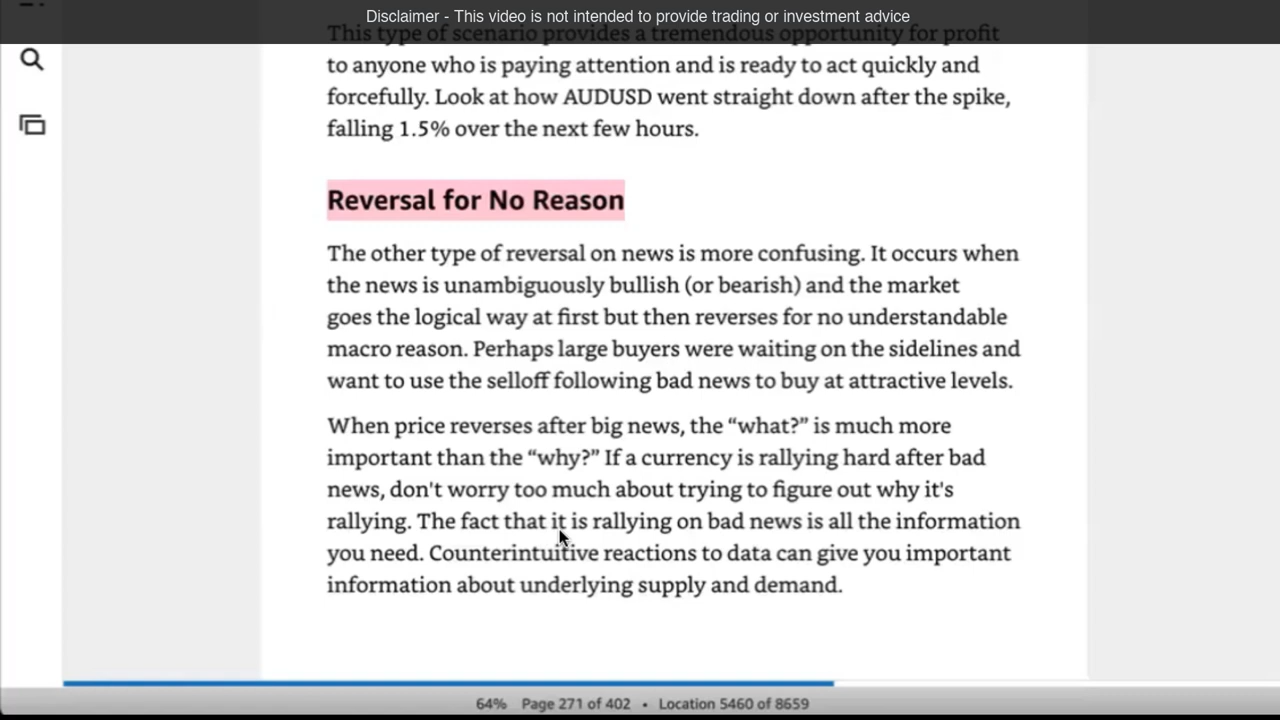 Disclaimer - This video is not intended to provide trading or investment advice
This type of scenario provides a tremendous opportunity for profit
to anyone who is paying attention and is ready to act quickly and
forcefully. Look at how AUDUSD went straight down after the spike,
falling 1.5% over the next few hours.
Reversal for No Reason
The other type of reversal on news is more confusing. It occurs when
the news is unambiguously bullish (or bearish) and the market
goes the logical way at first but then reverses for no understandable
macro reason. Perhaps large buyers were waiting on the sidelines and
want to use the selloff following bad news to buy at attractive levels.
When price reverses after big news, the “what?” is much more
important than the “why?” If a currency is rallying hard after bad
news, don't worry too much about trying to figure out why it's
rallying. The fact that it is rallying on bad news is all the information
you need. Counterintuitive reactions to data can give you important
information about underlying supply and demand.
64% Page 271 of 402 • Location 5460 of 8659